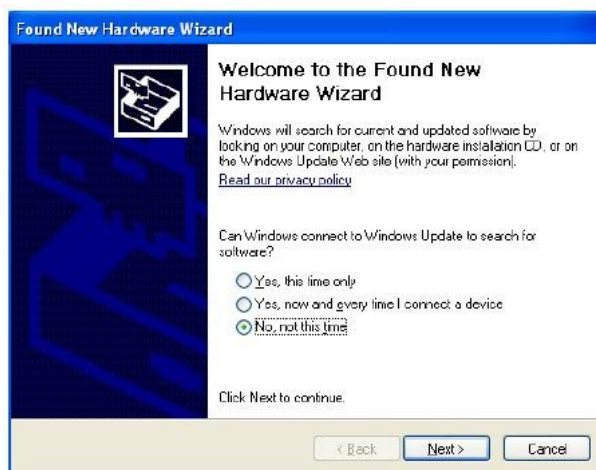 Found New Hardware Wizard
Welcome to the Found New
Hardware Wizard
Windows will search for current and updated software by
looking on your computer, on the hardware installation CD, or on
the Windows Update Web site (with your permission).
Read our privacy policy
Can Windows connect to Windows Update to search for
software?
Yes, this time only
Yes, now and every time I connect a device
No, not this time
Click Next to continue.
< Back
Next >
Cancel